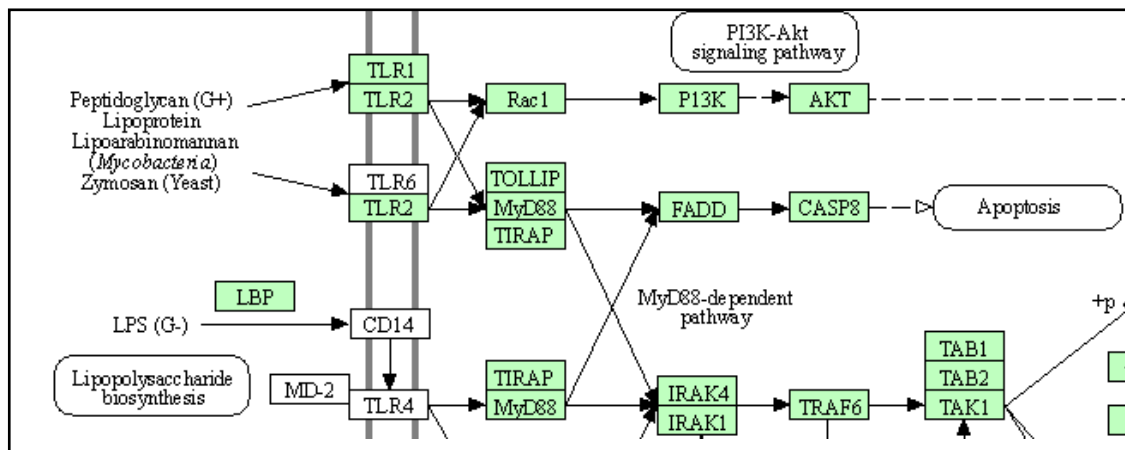 PI3K-Akt
signaling pathway
TLR1
TLR2
Rac1
P13K
AKT
Peptidoglycan (G+)
Lipoprotein
Lipoarabinomannan
(Mycobacteria)
Zymosan (Yeast)
TLR6
TLR2
TOLLIP
MyD88
TIRAP
FADD
CASP8
Apoptosis
LBP
LPS (G-)
CD14
MyD88-dependent
pathway
+p
Lipopolysaccharide
biosynthesis
MD-2
TLR4
TIRAP
MyD88
IRAK4
IRAK1
TRAF6
TAB1
TAB2
TAK1